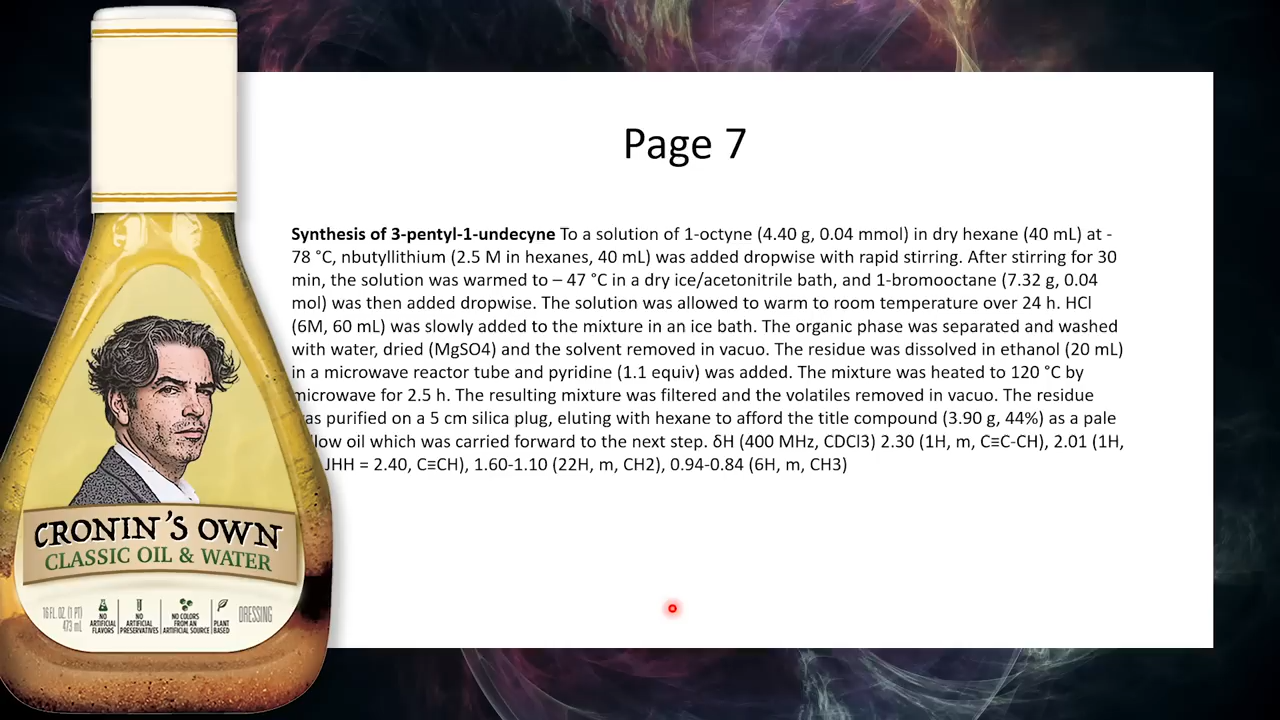 Page 7
Synthesis of 3-pentyl-1-undecyne To a solution of 1-octyne (4.40 g, 0.04 mmol) in dry hexane (40 mL) at -
78 °C, nbutyllithium (2.5 M in hexanes, 40 mL) was added dropwise with rapid stirring. After stirring for 30
min, the solution was warmed to – 47 °C in a dry ice/acetonitrile bath, and 1-bromooctane (7.32 g, 0.04
mol) was then added dropwise. The solution was allowed to warm to room temperature over 24 h. HCl
(6M, 60 mL) was slowly added to the mixture in an ice bath. The organic phase was separated and washed
with water, dried (MgSO4) and the solvent removed in vacuo. The residue was dissolved in ethanol (20 mL)
in a microwave reactor tube and pyridine (1.1 equiv) was added. The mixture was heated to 120 °C by
microwave for 2.5 h. The resulting mixture was filtered and the volatiles removed in vacuo. The residue
as purified on a 5 cm silica plug, eluting with hexane to afford the title compound (3.90 g, 44%) as a pale
low oil which was carried forward to the next step. δH (400 MHz, CDCl3) 2.30 (1H, m, C≡C-CH), 2.01 (1H,
JHH = 2.40, C≡CH), 1.60-1.10 (22H, m, CH2), 0.94-0.84 (6H, m, CH3)
CRONIN'S OWN
CLASSIC OIL & WATER
16 FL. OZ. (1 PT)
473 mL
NO
ARTIFICIAL
FLAVORS
NO
ARTIFICIAL
PRESERVATIVES
NO COLORS
FROM AN
ARTIFICIAL SOURCE
PLANT
BASED
DRESSING